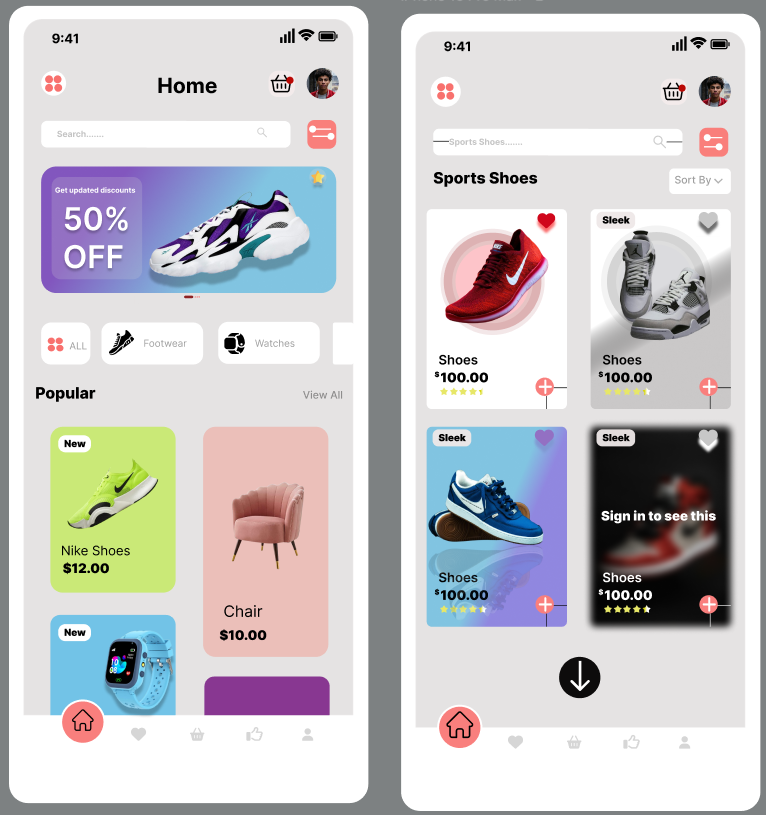 9:41
Home
Search.......
Get updated discounts
50%
OFF
ALL
Footwear
Watches
Popular
View All
New
Nike Shoes
$12.00
Chair
$10.00
New
9:41
Sports Shoes.......
Sports Shoes
Sort By
Shoes
$100.00
Sleek
Shoes
$100.00
Sleek
Shoes
$100.00
Sleek
Sign in to see this
Shoes
$100.00